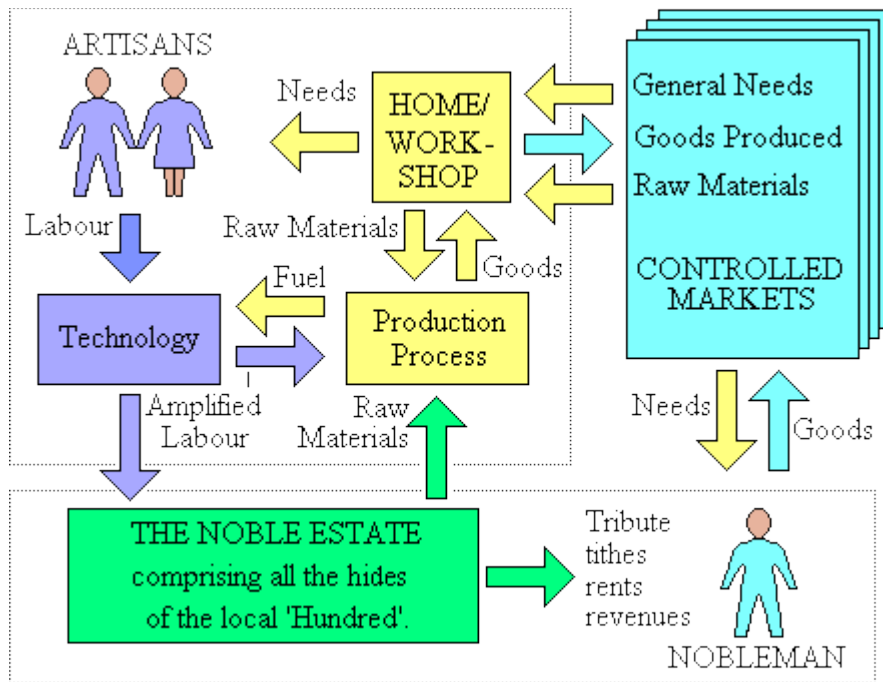 ARTISANS
Needs
HOME/
WORK-
SHOP
General Needs
Goods Produced
Raw Materials
CONTROLLED
MARKETS
Labour
Raw Materials
Goods
Fuel
Technology
Production
Process
Amplified
Labour
Raw
Materials
Needs
Goods
THE NOBLE ESTATE
comprising all the hides
of the local 'Hundred'.
Tribute
tithes
rents
revenues
NOBLEMAN